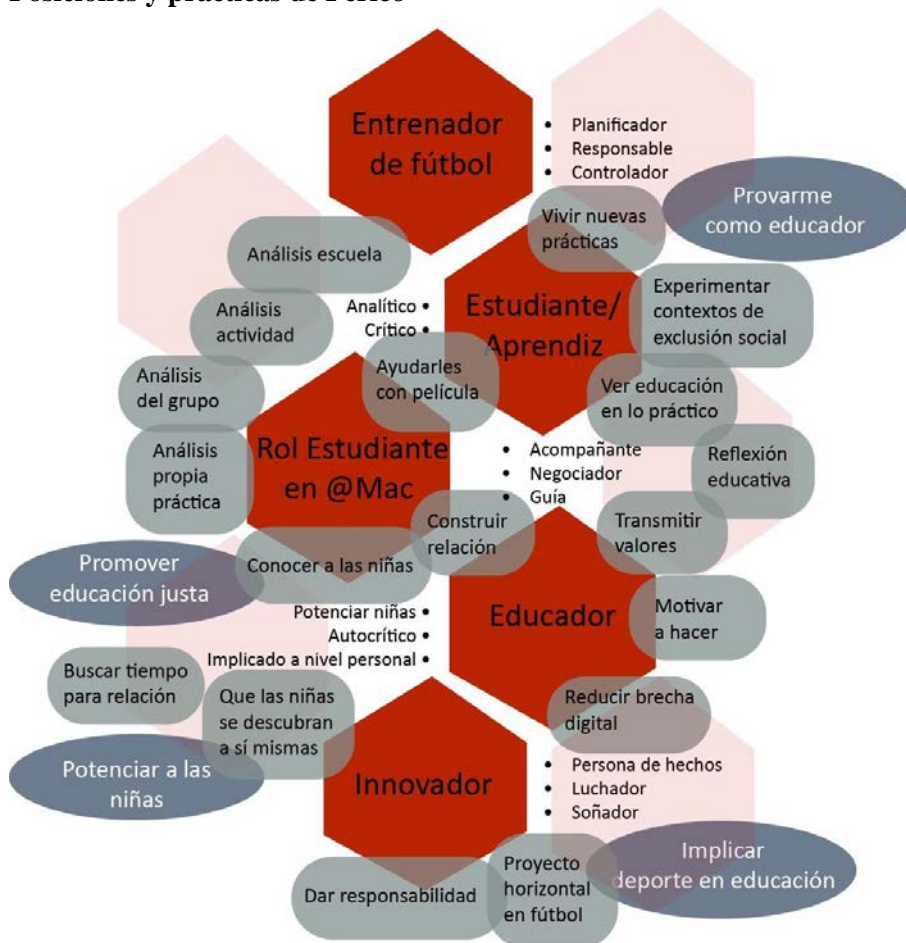 Posiciones y prácticas de Perico
Entrenador
de fútbol
• Planificador
• Responsable
• Controlador
Provarme
como educador
Vivir nuevas
prácticas
Análisis escuela
Estudiante/
Aprendiz
Experimentar
contextos de
exclusión social
Analítico •
Crítico •
Análisis
actividad
Ayudarles
con película
Ver educación
en lo práctico
Análisis
del grupo
Rol Estudiante
en @Mac
• Acompañante
• Negociador
• Guía
Reflexión
educativa
Análisis
propia
práctica
Construir
relación
Transmitir
valores
Promover
educación justa
Conocer a las niñas
Educador
Motivar
a hacer
Potenciar niñas •
Autocrítico •
Implicado a nivel personal •
Buscar tiempo
para relación
Que las niñas
se descubran
a sí mismas
Reducir brecha
digital
Potenciar a las
niñas
Innovador
• Persona de hechos
• Luchador
• Soñador
Implicar
deporte en educación
Dar responsabilidad
Proyecto
horizontal
en fútbol